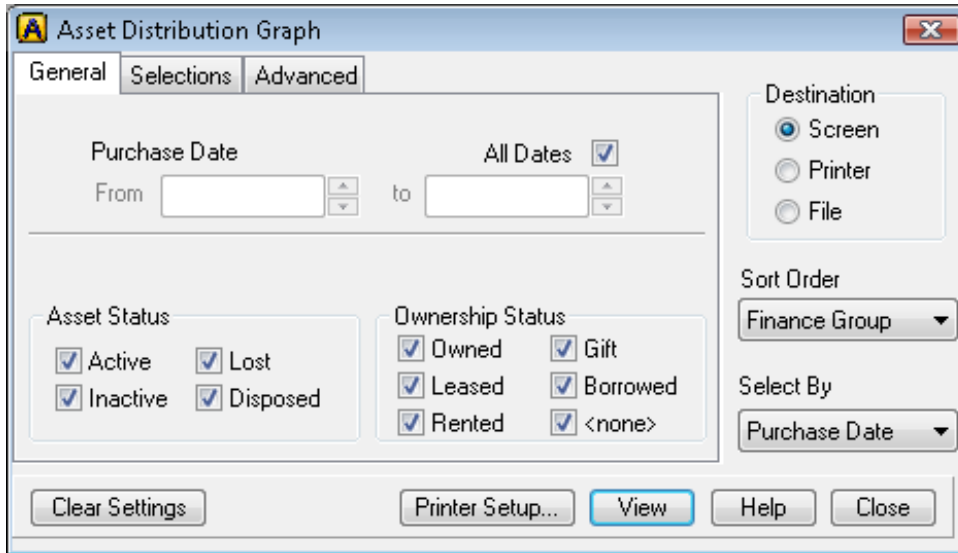 Asset Distribution Graph
General Selections Advanced
Purchase Date All Dates
From to
Asset Status
Active Lost
Inactive Disposed
Ownership Status
Owned Gift
Leased Borrowed
Rented <none>
Destination
Screen
Printer
File
Sort Order
Finance Group
Select By
Purchase Date
Clear Settings Printer Setup... View Help Close